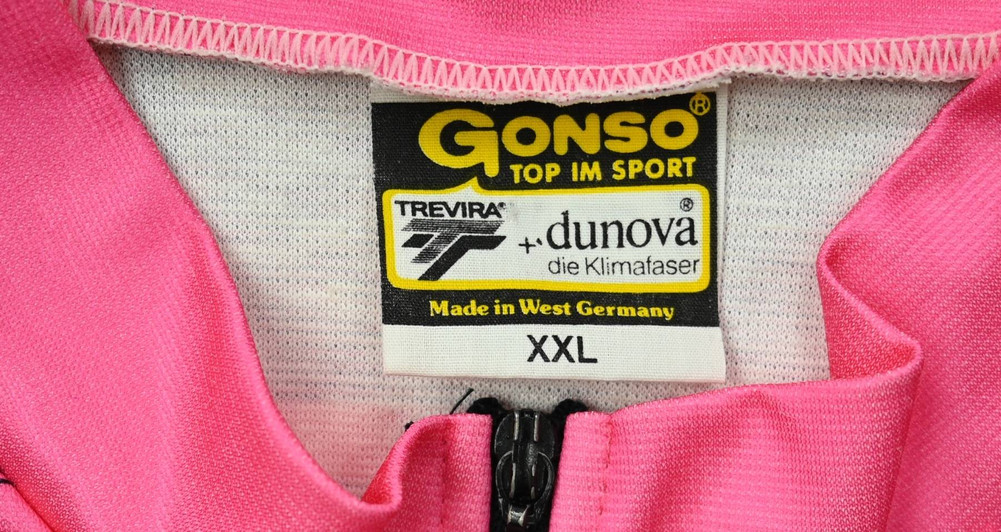 GONSO®
TOP IM SPORT
TREVIRA®
+ dunova®
die Klimafaser
Made in West Germany
XXL